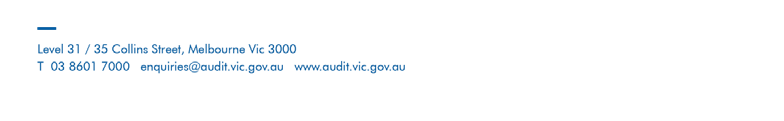 Level 31 / 35 Collins Street, Melbourne Vic 3000
T 03 8601 7000 enquiries@audit.vic.gov.au www.audit.vic.gov.au